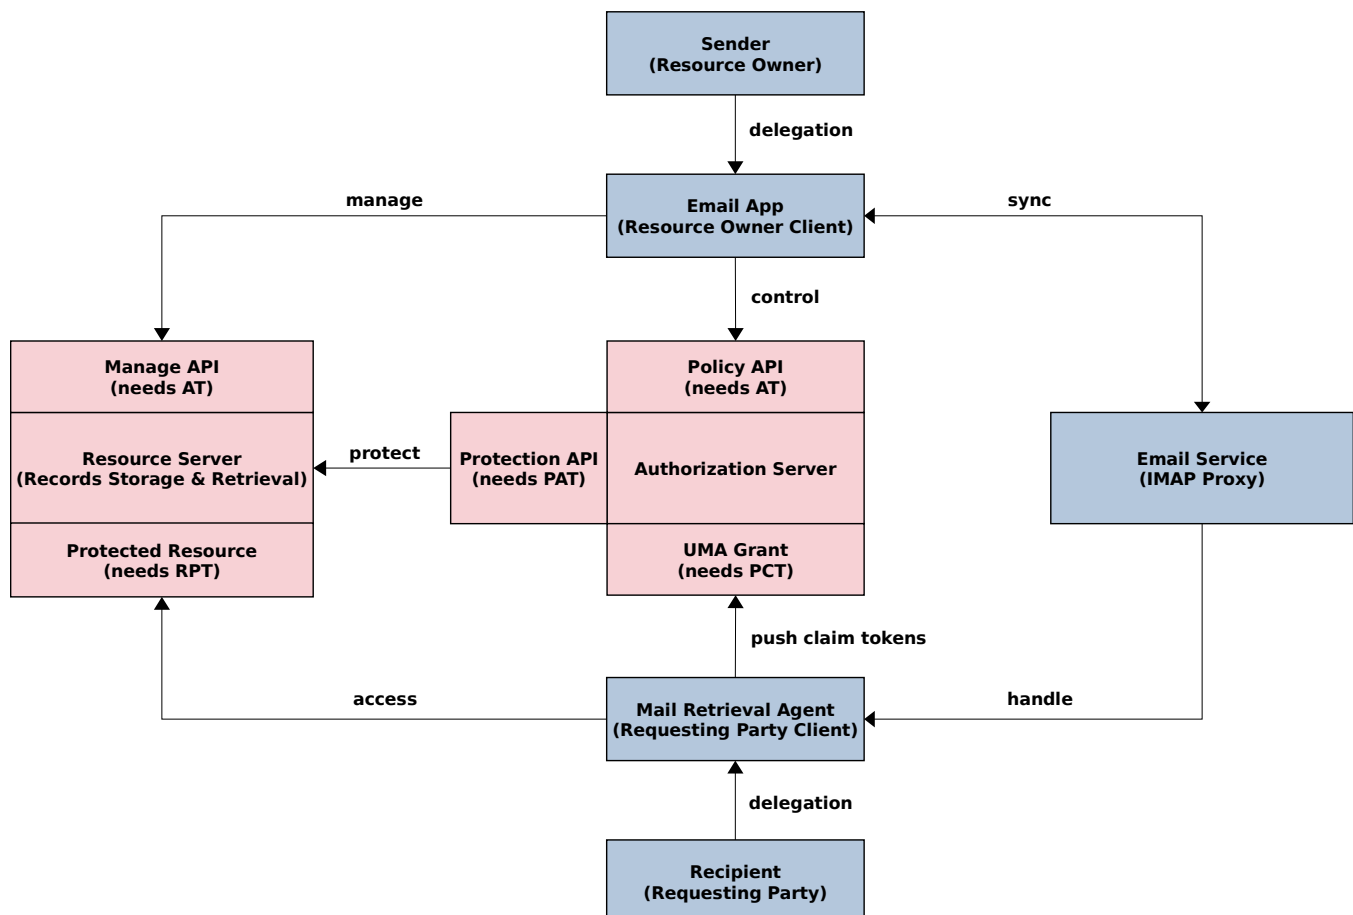 Sender
(Resource Owner)
delegation
manage
Email App
(Resource Owner Client)
sync
control
Manage API
(needs AT)
Policy API
(needs AT)
Resource Server
(Records Storage & Retrieval)
protect
Protection API
(needs PAT)
Authorization Server
Email Service
(IMAP Proxy)
Protected Resource
(needs RPT)
UMA Grant
(needs PCT)
push claim tokens
access
Mail Retrieval Agent
(Requesting Party Client)
handle
delegation
Recipient
(Requesting Party)